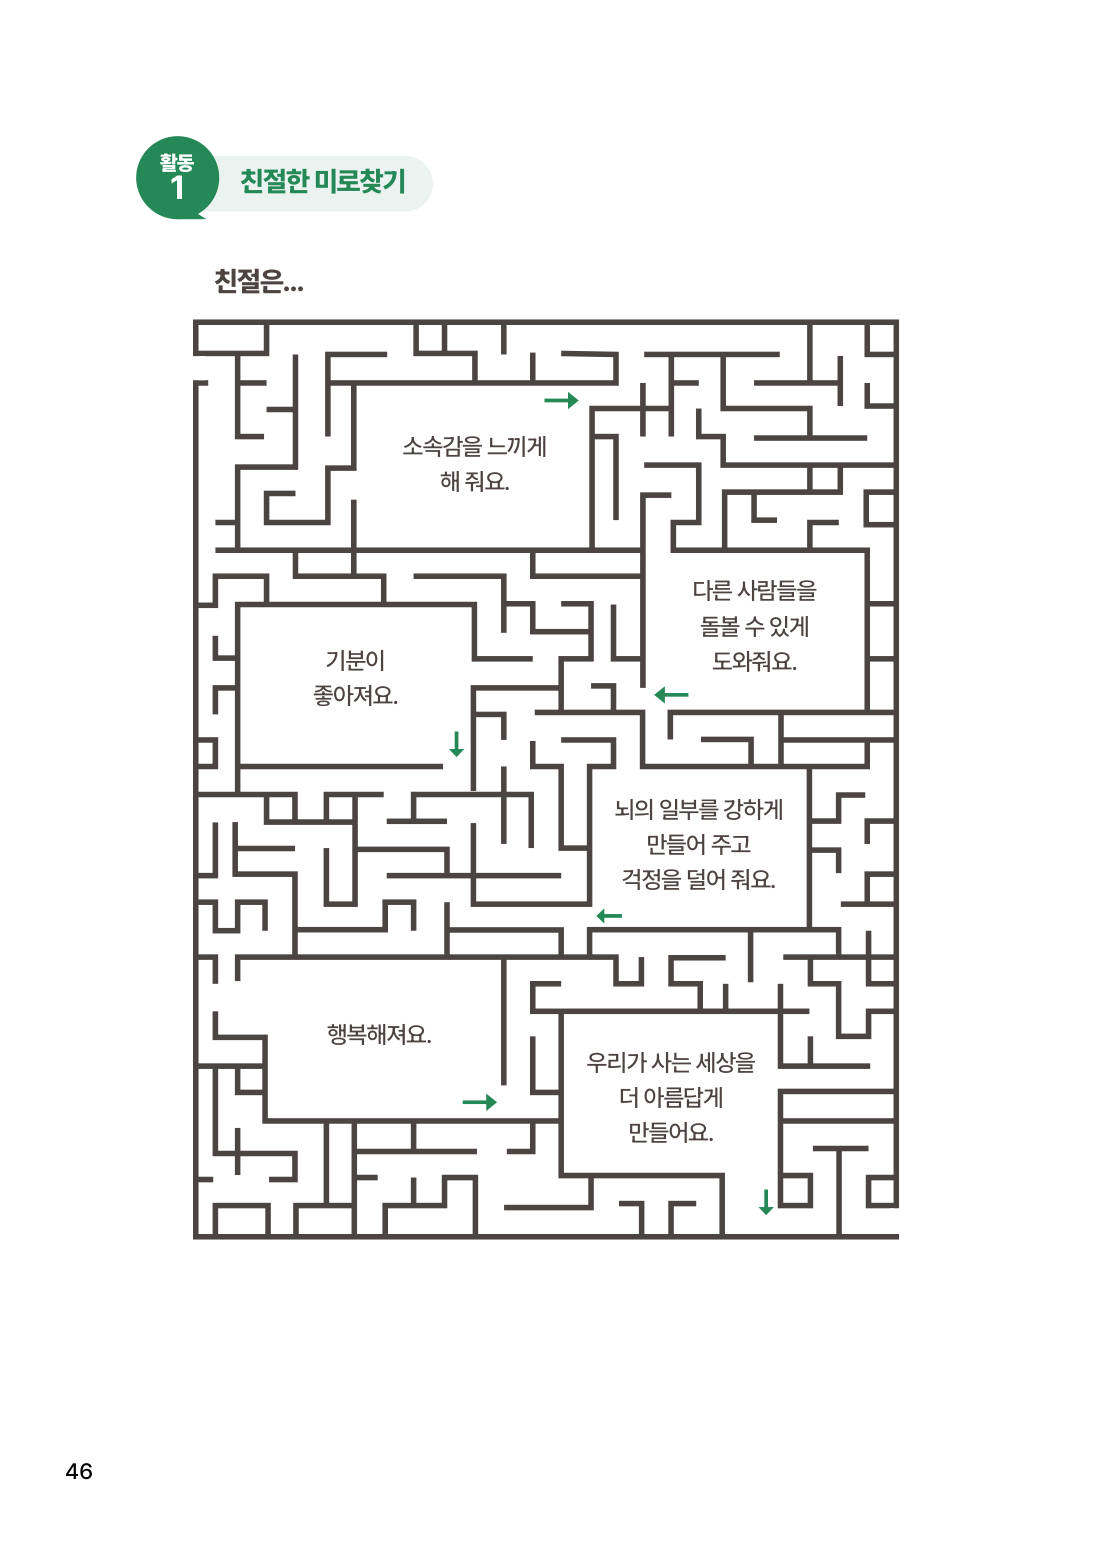 활동
1
친절한 미로찾기
친절은...
소속감을 느끼게
해 줘요.
다른 사람들을
돌볼 수 있게
도와줘요.
기분이
좋아져요.
뇌의 일부를 강하게
만들어 주고
걱정을 덜어 줘요.
행복해져요.
우리가 사는 세상을
더 아름답게
만들어요.
46